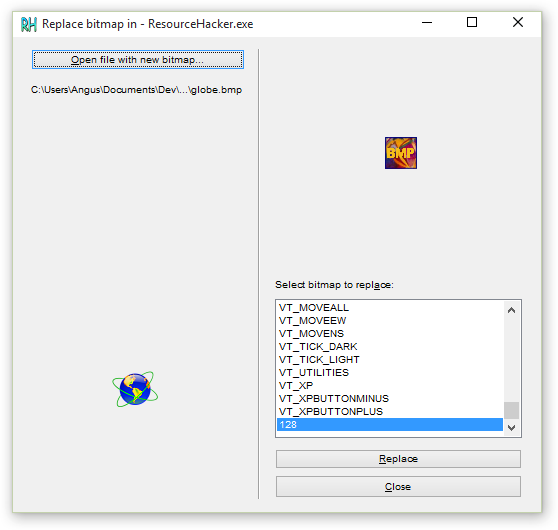 RH Replace bitmap in - ResourceHacker.exe
Open file with new bitmap...
C:\Users\Angus\Documents\Dev\...\globe.bmp
BMP
Select bitmap to replace:
VT_MOVEALL
VT_MOVEEW
VT_MOVENS
VT_TICK_DARK
VT_TICK_LIGHT
VT_UTILITIES
VT_XP
VT_XPBUTTONMINUS
VT_XPBUTTONPLUS
128
Replace
Close